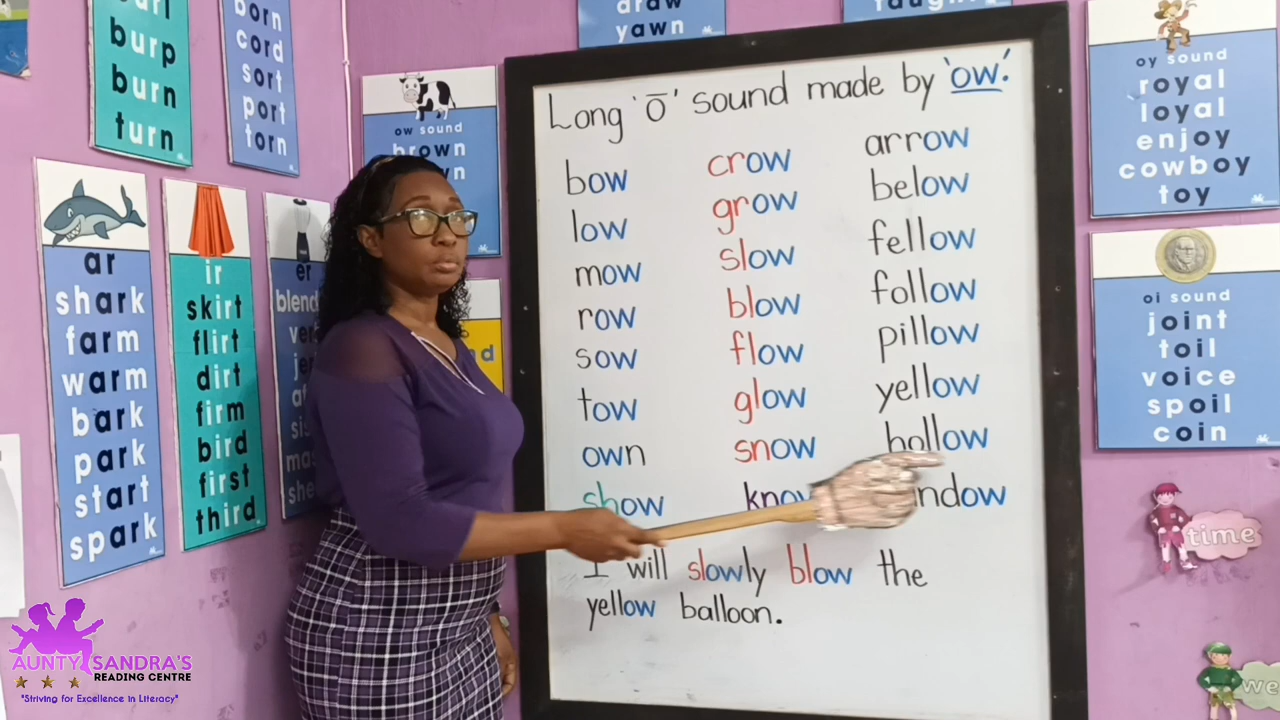 burp
burn
turn
born
cord
sort
port
torn
draw
yawn
ar
shark
farm
warm
bark
park
start
spark
ir
skirt
flirt
dirt
firm
bird
first
third
er
ow sound
brown
Long 'ō' sound made by 'ow'.
bow crow arrow
low grow below
mow slow fellow
row blow follow
sow flow pillow
tow glow yellow
own snow hollow
show
I will slowly blow the
yellow balloon.
oy sound
royal
loyal
enjoy
cowboy
toy
oi sound
joint
toil
voice
spoil
coin
time
AUNTY SANDRA'S
READING CENTRE
"Striving for Excellence in Literacy"